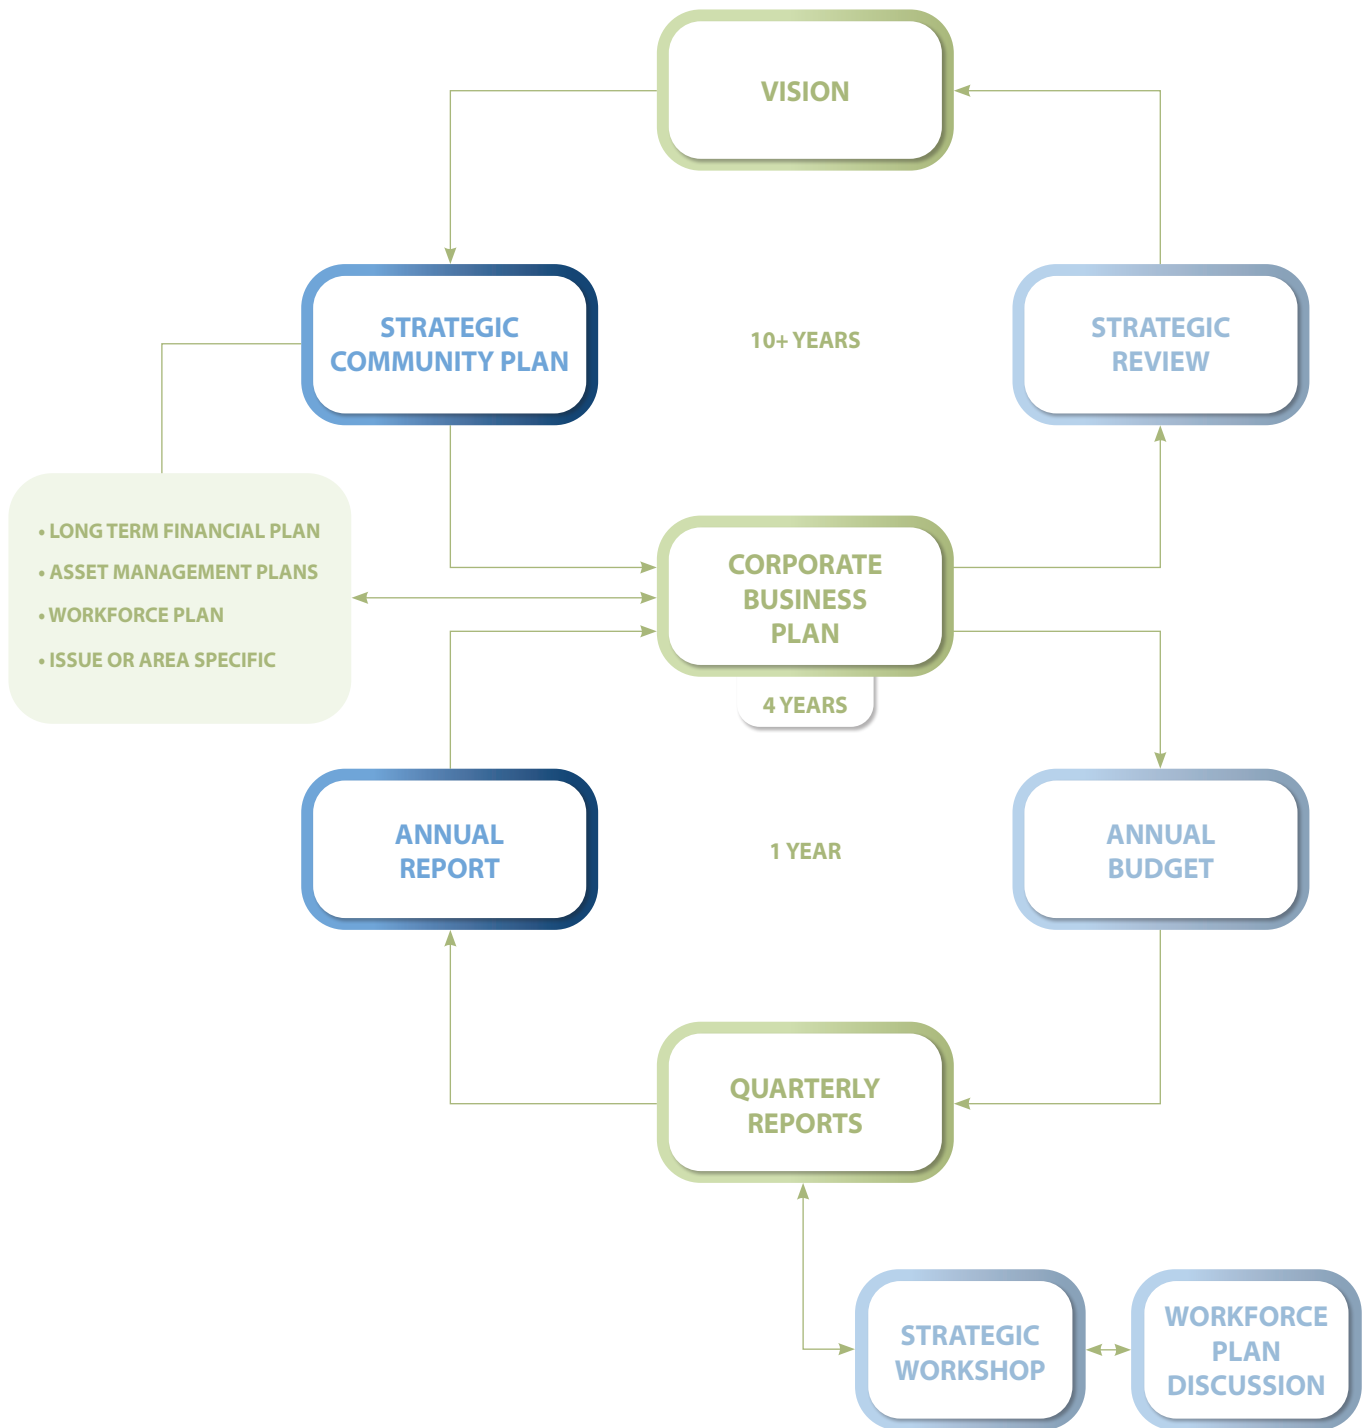 VISION
STRATEGIC
COMMUNITY PLAN
10+ YEARS
STRATEGIC
REVIEW
• LONG TERM FINANCIAL PLAN
• ASSET MANAGEMENT PLANS
• WORKFORCE PLAN
• ISSUE OR AREA SPECIFIC
CORPORATE
BUSINESS
PLAN
4 YEARS
ANNUAL
REPORT
1 YEAR
ANNUAL
BUDGET
QUARTERLY
REPORTS
STRATEGIC
WORKSHOP
WORKFORCE
PLAN
DISCUSSION